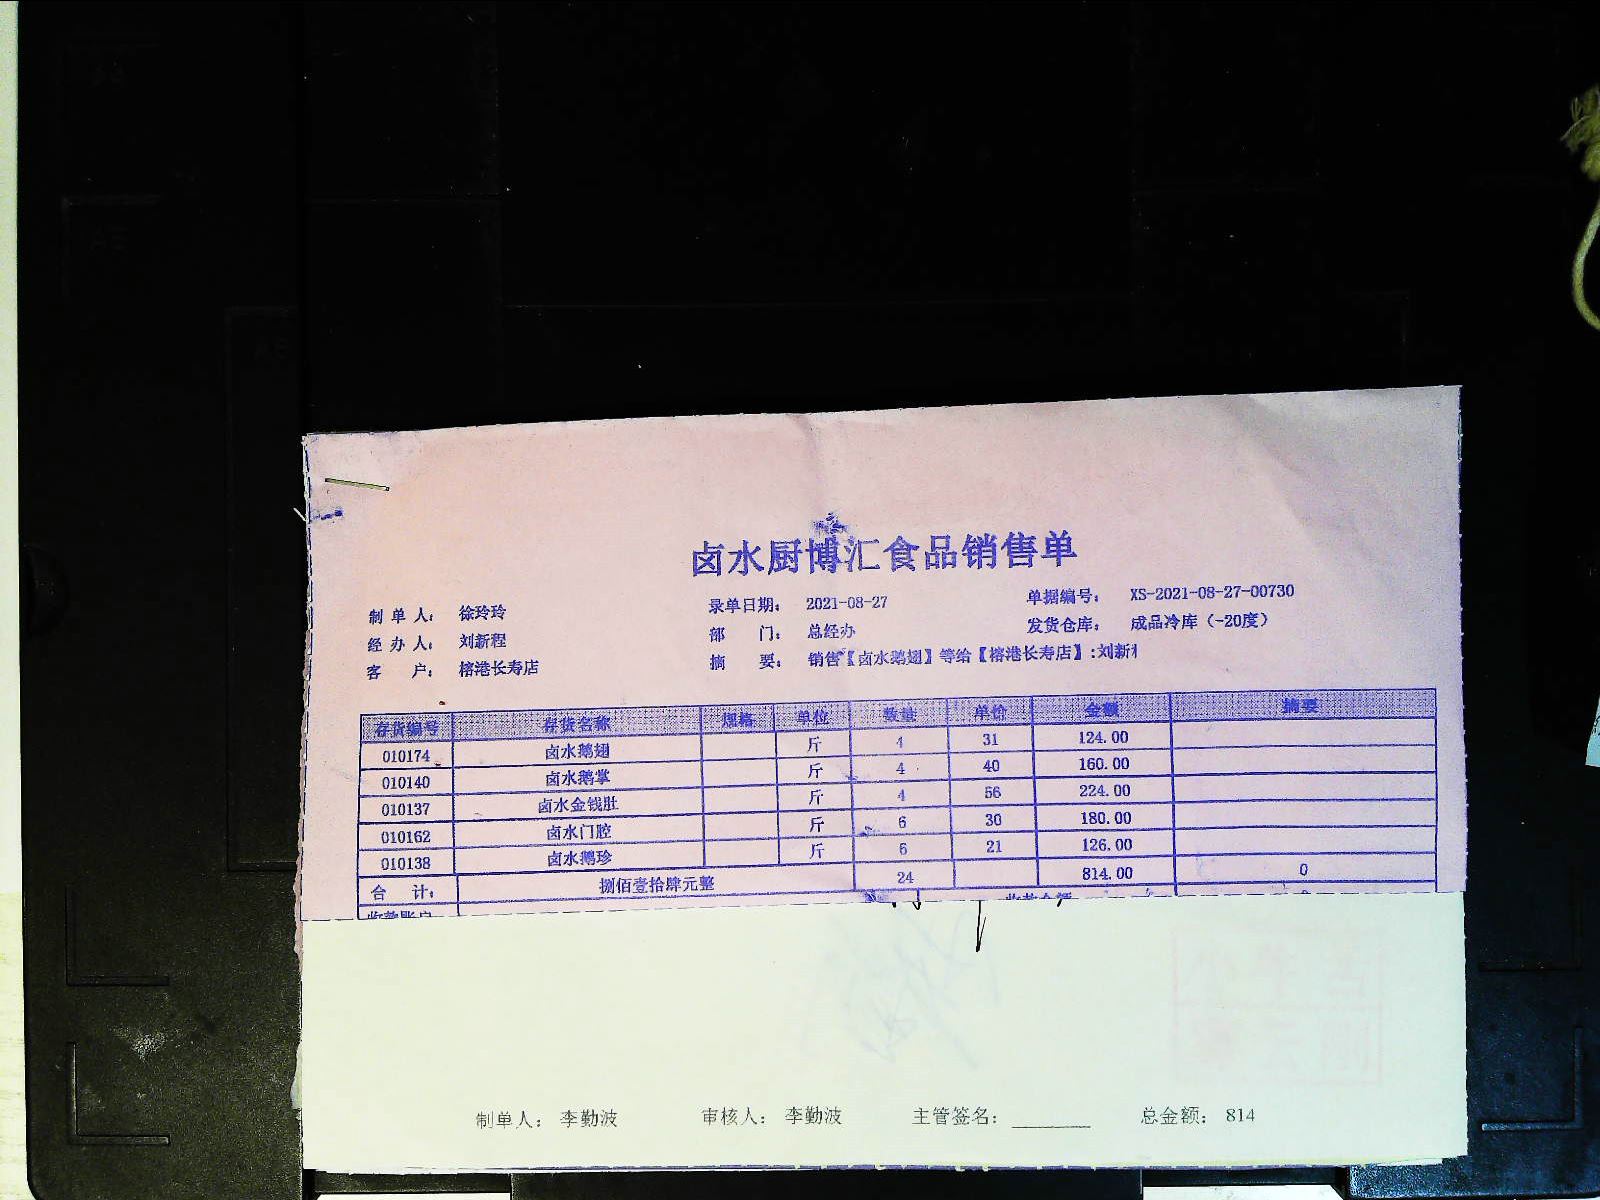 卤水厨博汇食品销售单
制单人： 徐玲玲 录单日期： 2021-08-27 单据编号： XS-2021-08-27-00730
经办人： 刘新程 部 门： 总经办 发货仓库： 成品冷库（-20度）
客 户： 榕港长寿店 摘 要： 销售【卤水鹅翅】等给【榕港长寿店】:刘新
存货编号 存货名称 规格 单位 数量 单价 金额 摘要
010174 卤水鹅翅 斤 4 31 124.00
010140 卤水鹅掌 斤 4 40 160.00
010137 卤水金钱肚 斤 4 56 224.00
010162 卤水门腔 斤 6 30 180.00
010138 卤水鹅珍 斤 6 21 126.00
合 计： 捌佰壹拾肆元整 24 814.00 0
制单人： 李勤波 审核人： 李勤波 主管签名： 总金额： 814